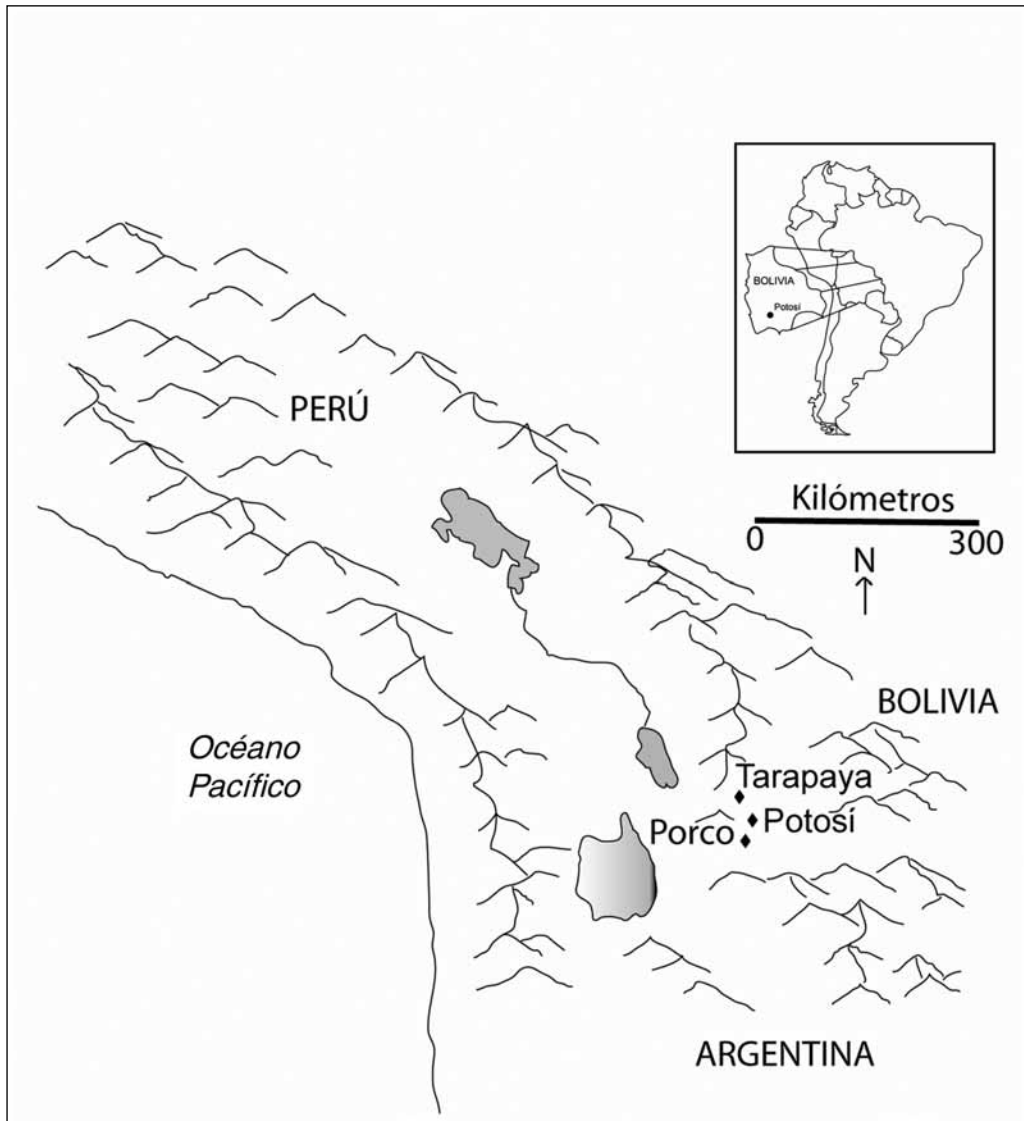 BOLIVIA
Potosí
PERÚ
Kilómetros
0 300
N
BOLIVIA
Océano
Pacífico
Tarapaya
Potosí
Porco
ARGENTINA